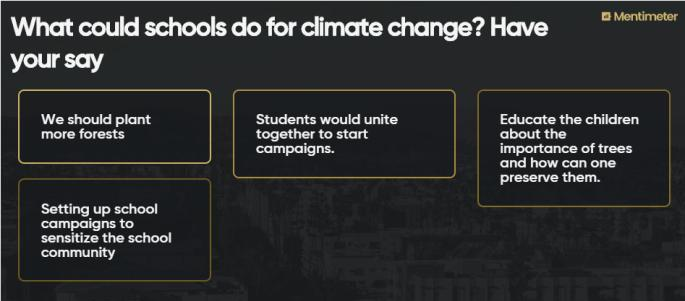 What could schools do for climate change? Have
your say
Mentimeter
We should plant
more forests
Students would unite
together to start
campaigns.
Educate the children
about the
importance of trees
and how can one
preserve them.
Setting up school
campaigns to
sensitize the school
community